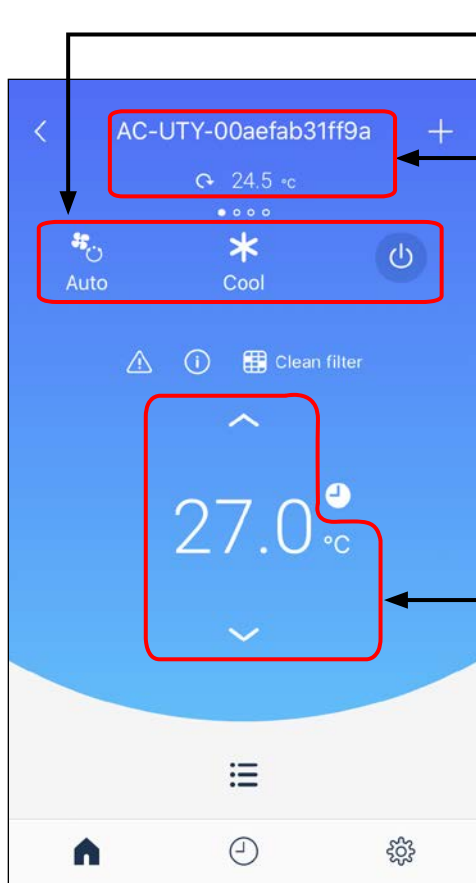 AC-UTY-00aefab31ff9a
24.5 °c
Auto
Cool
Clean filter
27.0 °C